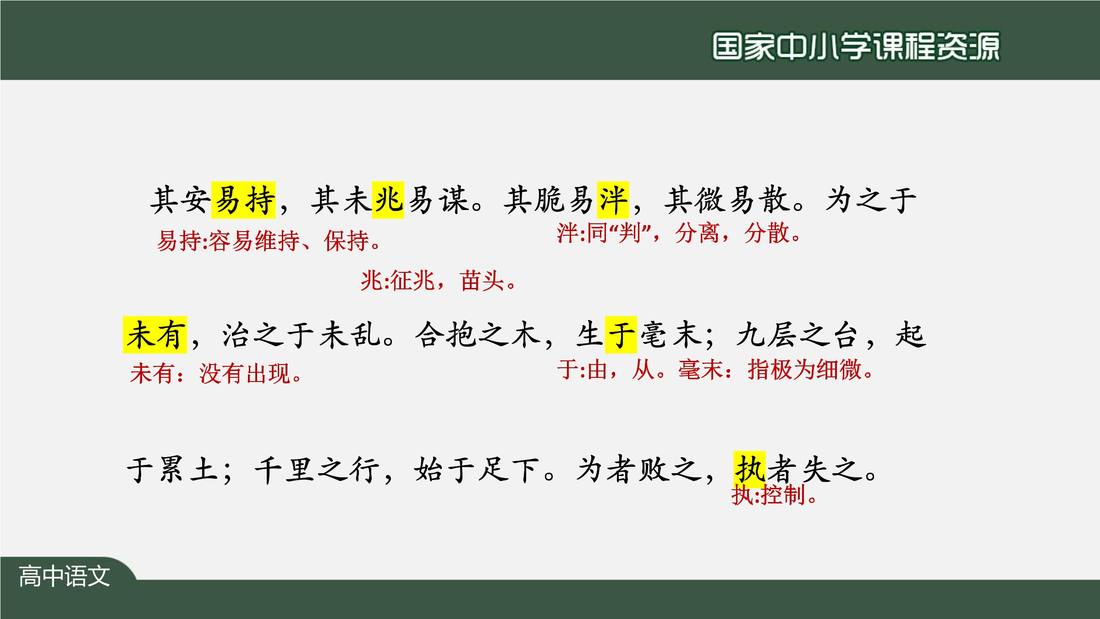 国家中小学课程资源
其安易持，其未兆易谋。其脆易泮，其微易散。为之于
易持:容易维持、保持。
泮:同“判”，分离，分散。
兆:征兆，苗头。
未有，治之于未乱。合抱之木，生于毫末；九层之台，起
未有：没有出现。
于:由，从。毫末：指极为细微。
于累土；千里之行，始于足下。为者败之，执者失之。
执:控制。
高中语文